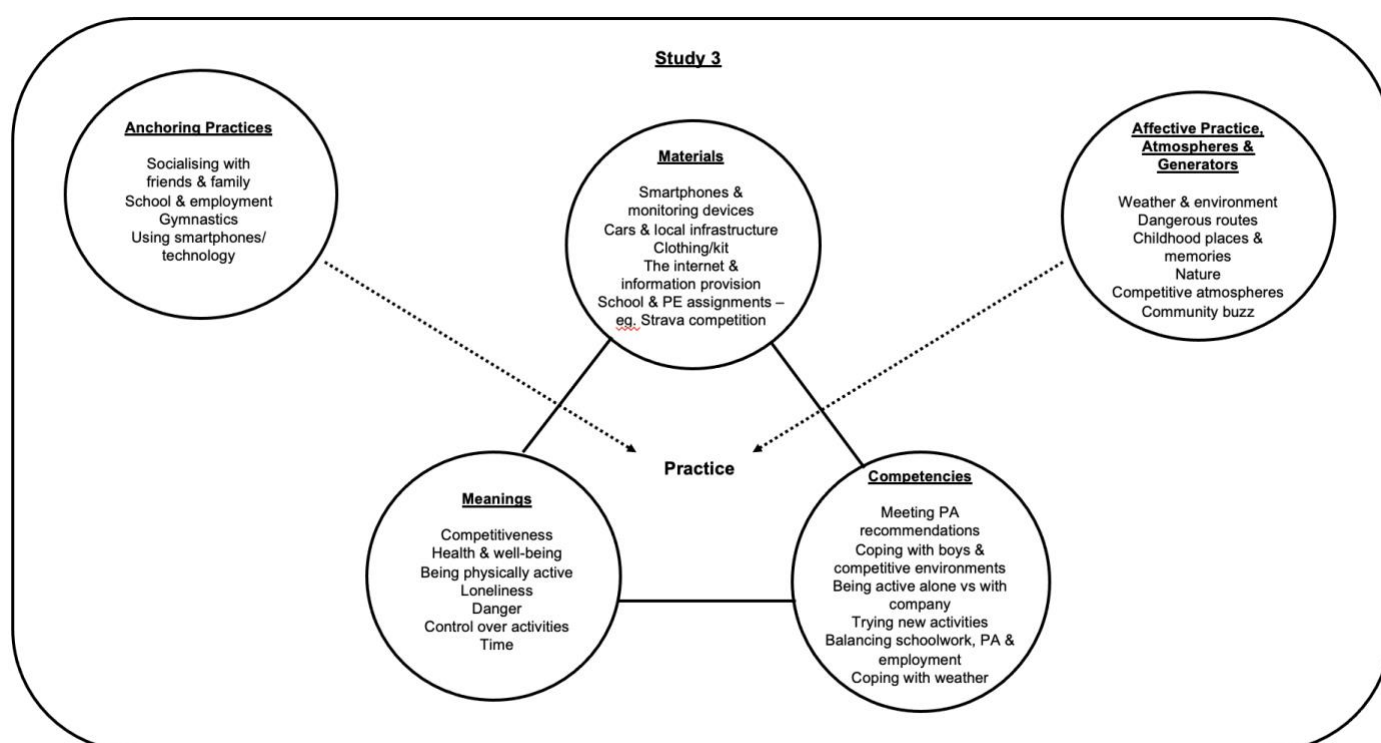 Study 3
Anchoring Practices
Socialising with
friends & family
School & employment
Gymnastics
Using smartphones/
technology
Materials
Smartphones &
monitoring devices
Cars & local infrastructure
Clothing/kit
The internet &
information provision
School & PE assignments –
eg. Strava competition
Affective Practice,
Atmospheres &
Generators
Weather & environment
Dangerous routes
Childhood places &
memories
Nature
Competitive atmospheres
Community buzz
Practice
Meanings
Competitiveness
Health & well-being
Being physically active
Loneliness
Danger
Control over activities
Time
Competencies
Meeting PA
recommendations
Coping with boys &
competitive environments
Being active alone vs with
company
Trying new activities
Balancing schoolwork, PA &
employment
Coping with weather